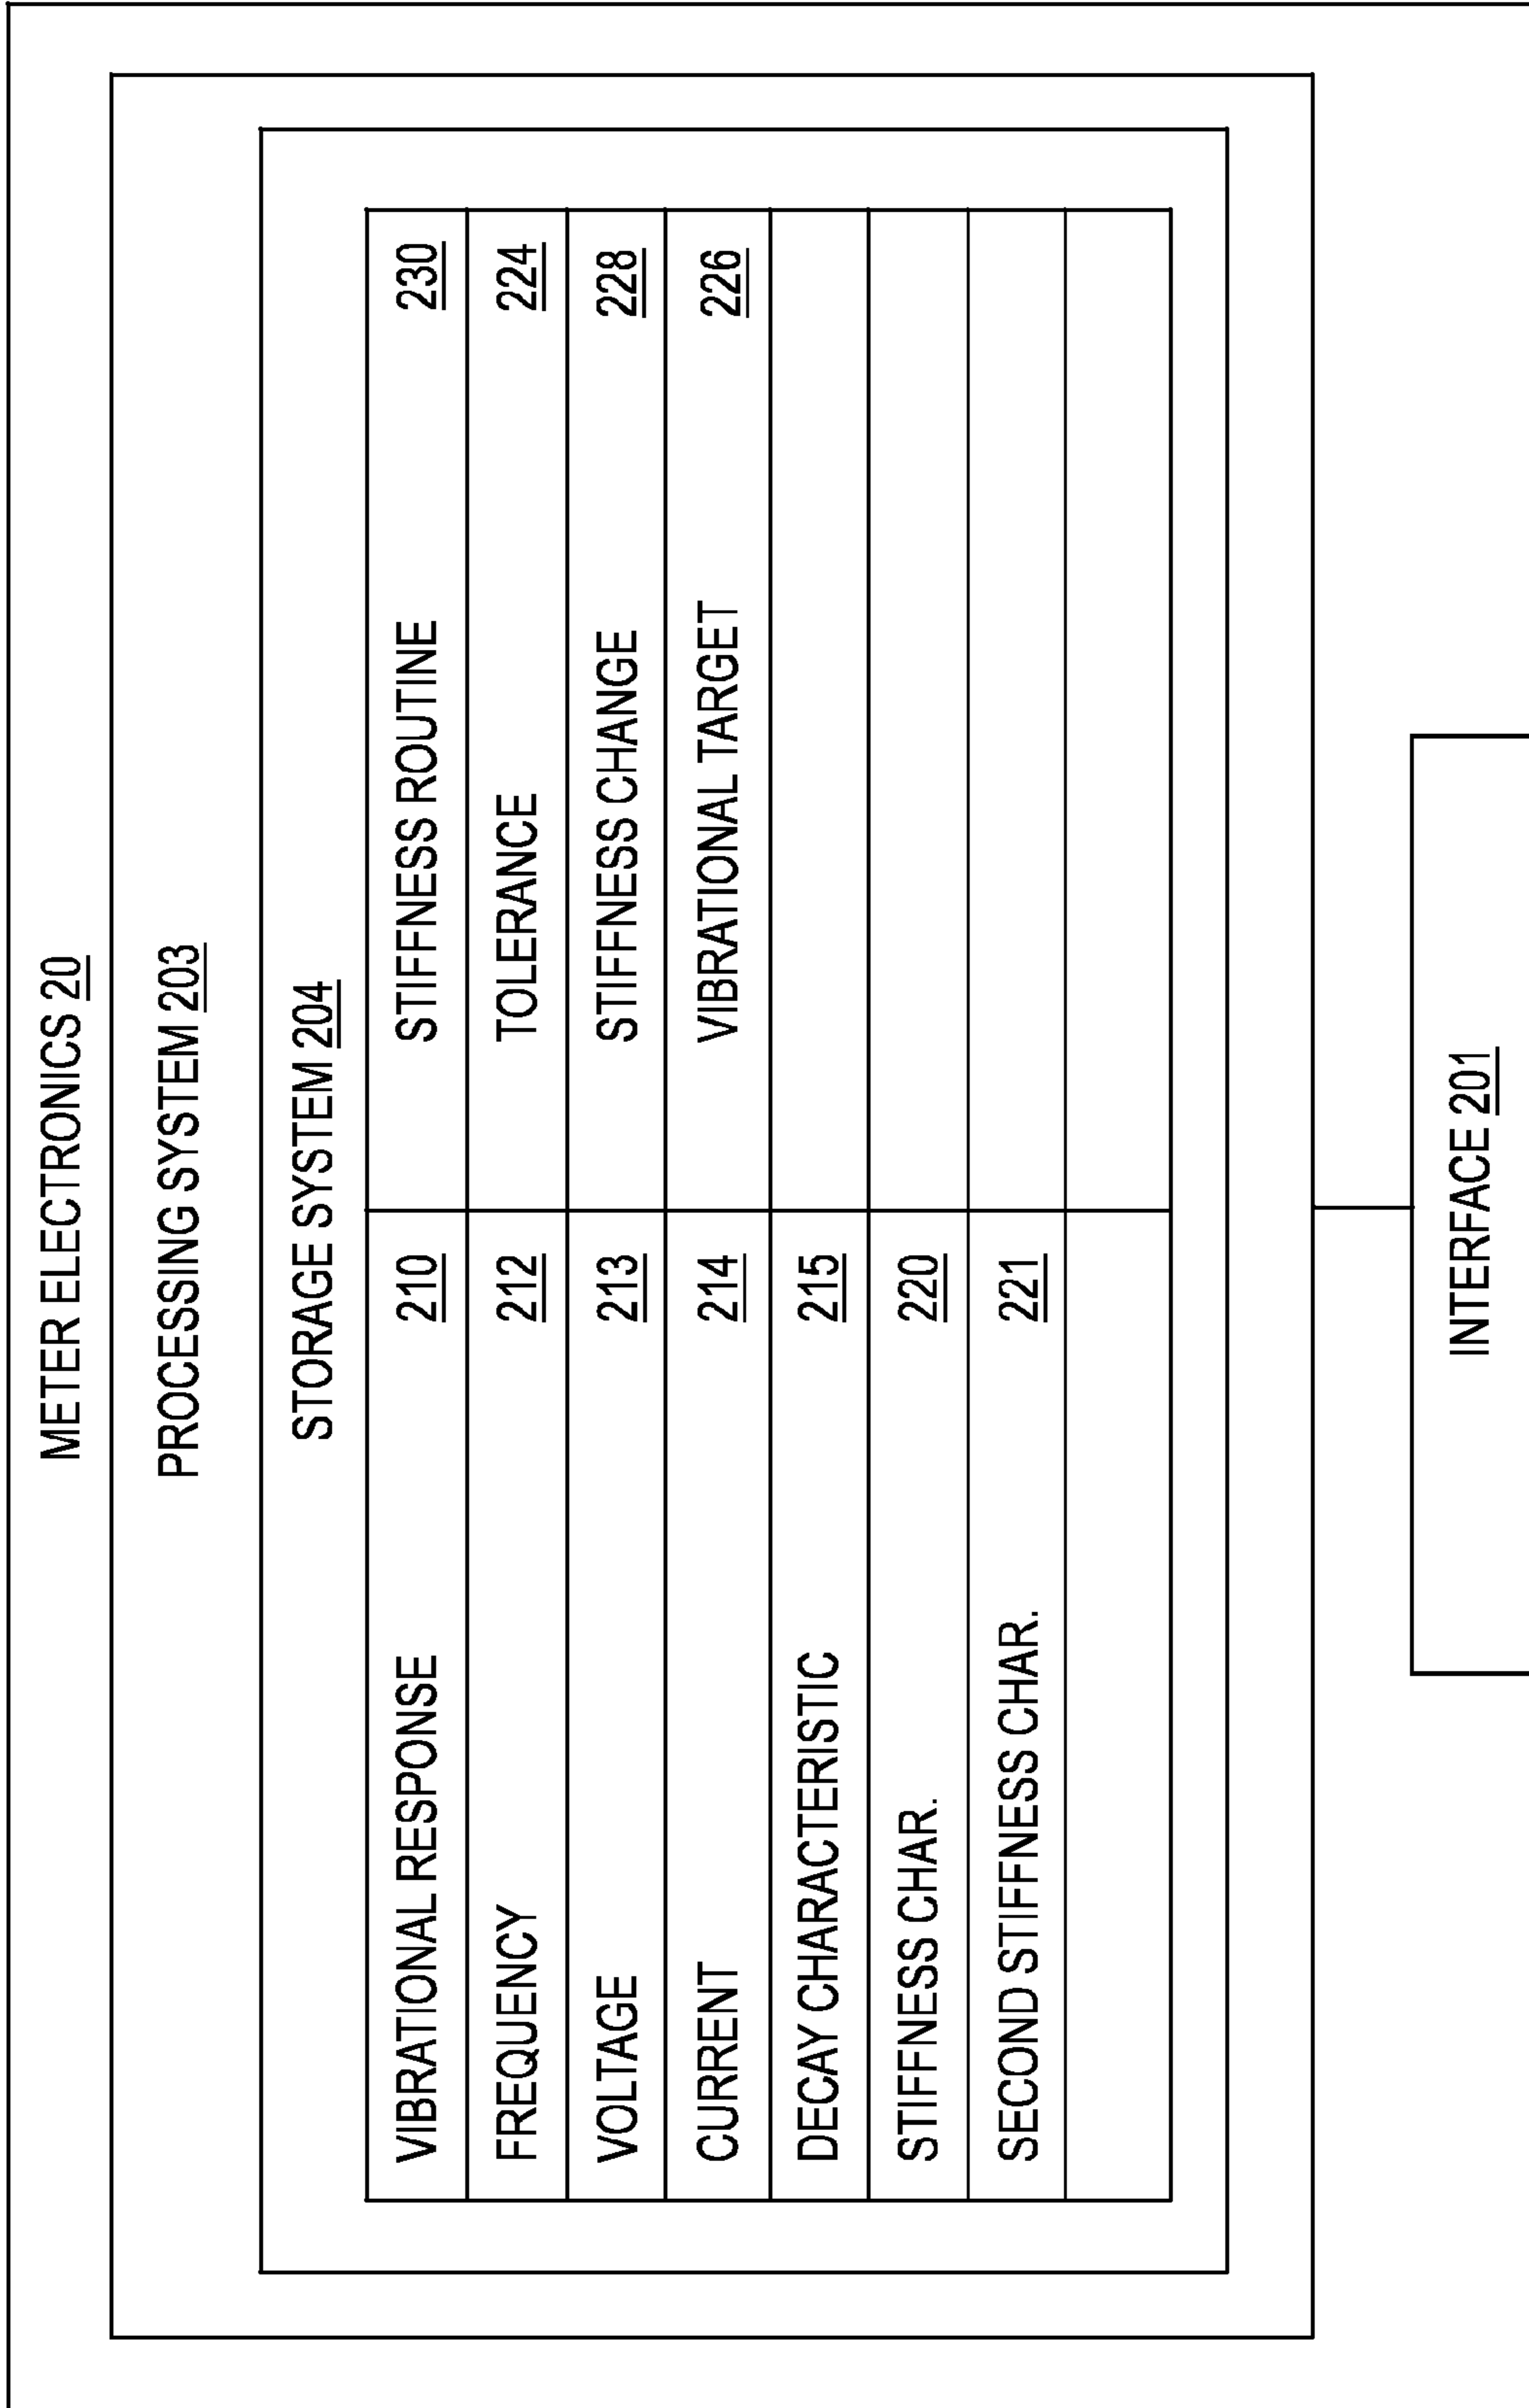 METER ELECTRONICS 20
PROCESSING SYSTEM 203
STORAGE SYSTEM 204
VIBRATIONAL RESPONSE 210
STIFFNESS ROUTINE 230
FREQUENCY 212
TOLERANCE 224
VOLTAGE 213
STIFFNESS CHANGE 228
CURRENT 214
VIBRATIONAL TARGET 226
DECAY CHARACTERISTIC 215
STIFFNESS CHAR. 220
SECOND STIFFNESS CHAR. 221
INTERFACE 201